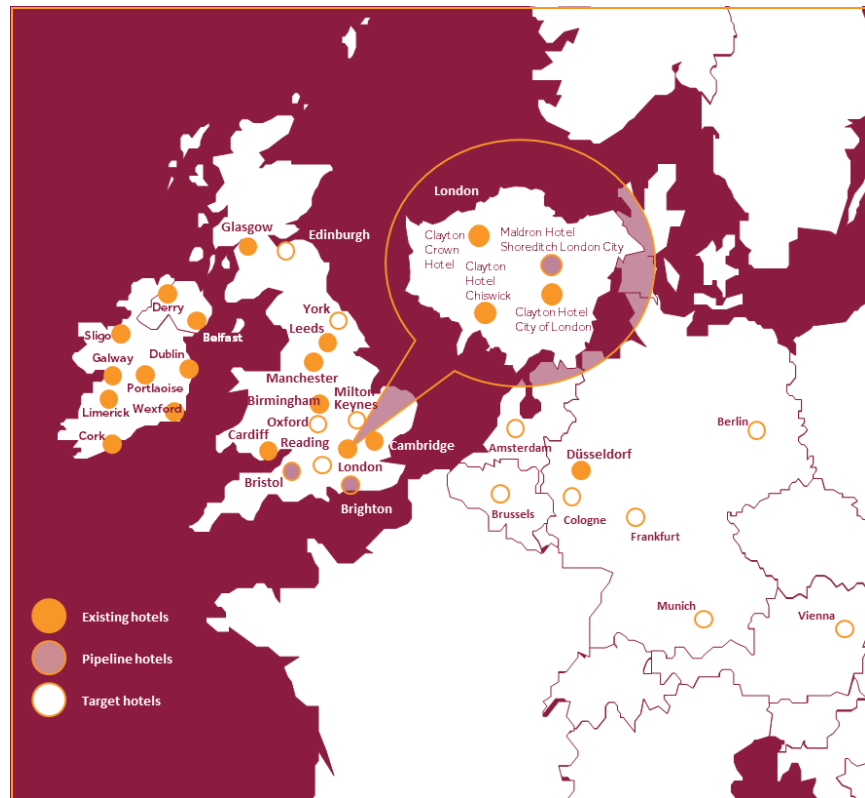 London
Clayton
Crown
Hotel
Maldron Hotel
Shoreditch London City
Clayton
Hotel
Chiswick
Clayton Hotel
City of London
Glasgow
Edinburgh
Derry
Belfast
Sligo
Galway
Dublin
Portlaoise
Limerick
Wexford
Cork
York
Leeds
Manchester
Birmingham
Milton
Keynes
Oxford
Cardiff
Reading
Cambridge
London
Bristol
Brighton
Amsterdam
Berlin
Düsseldorf
Brussels
Cologne
Frankfurt
Munich
Vienna
Existing hotels
Pipeline hotels
Target hotels